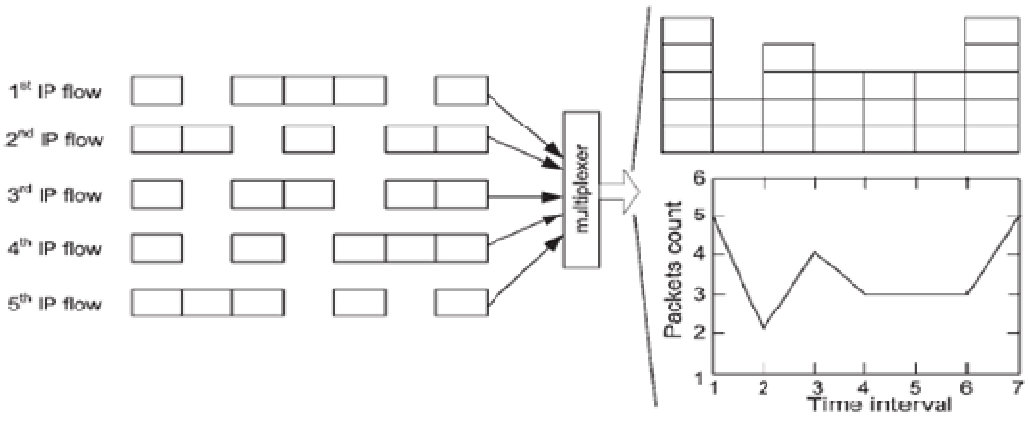 1st IP flow
2nd IP flow
3rd IP flow
4th IP flow
5th IP flow
multiplexer
Packets count
6
5
4
3
2
1
1 2 3 4 5 6 7
Time interval